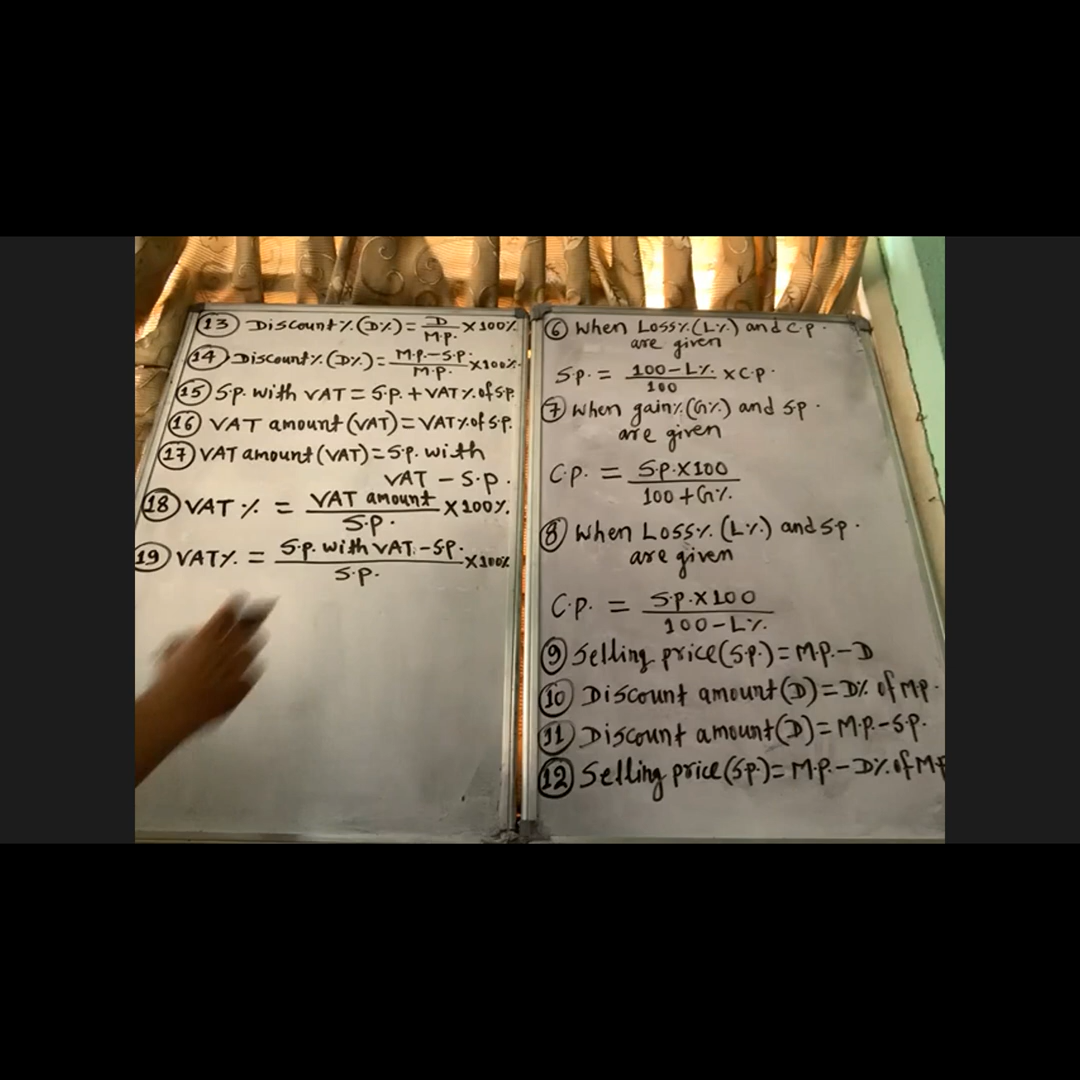 13 Discount%(D%) = D/M.P. × 100%
14 Discount%(D%) = M.P.-S.P./M.P. × 100%
15 S.P. with VAT = S.P. + VAT% of S.P.
16 VAT amount (VAT) = VAT% of S.P.
17 VAT amount (VAT) = S.P. with
VAT - S.P.
18 VAT% = VAT amount/S.P. × 100%
19 VAT% = S.P. with VAT - S.P./S.P. × 100%
6 When Loss%(L%) and C.P.
are given
S.P. = 100-L%/100 × C.P.
7 When gain%(G%) and S.P.
are given
C.P. = S.P.×100/100+G%
8 When Loss% (L%) and S.P.
are given
C.P. = S.P.×100/100-L%
9 Selling price (S.P.) = M.P. - D
10 Discount amount (D) = D% of M.P.
11 Discount amount (D) = M.P. - S.P.
12 Selling price (S.P.) = M.P. - D% of M.P